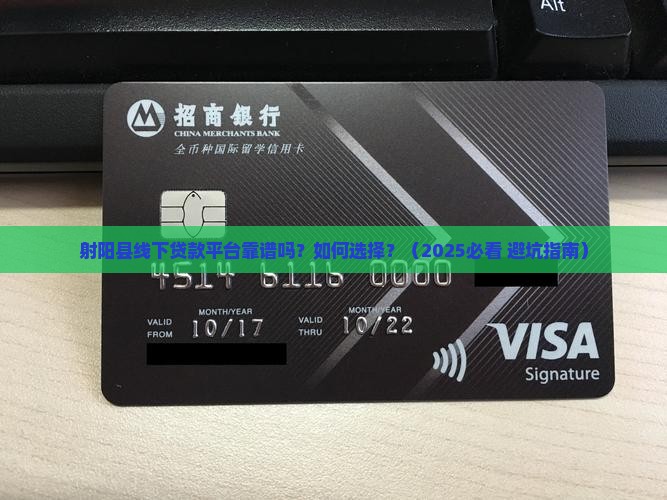 Alt
招商銀行
CHINA MERCHANTS BANK
全币种国际留学信用卡
射阳县线下贷款平台靠谱吗？如何选择？（2025必看 避坑指南）
4514 6116 0000
MONTH/YEAR MONTH/YEAR
VALID FROM 10/17 VALID THRU 10/22
VISA
Signature